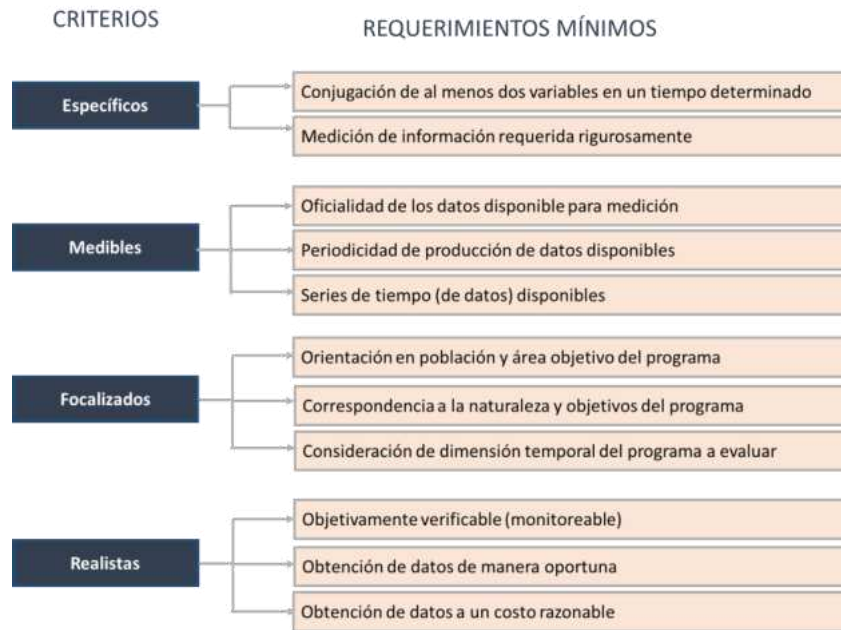 CRITERIOS
REQUERIMIENTOS MÍNIMOS
Específicos
Conjugación de al menos dos variables en un tiempo determinado
Medición de información requerida rigurosamente
Medibles
Oficialidad de los datos disponible para medición
Periodicidad de producción de datos disponibles
Series de tiempo (de datos) disponibles
Focalizados
Orientación en población y área objetivo del programa
Correspondencia a la naturaleza y objetivos del programa
Consideración de dimensión temporal del programa a evaluar
Realistas
Objetivamente verificable (monitoreable)
Obtención de datos de manera oportuna
Obtención de datos a un costo razonable